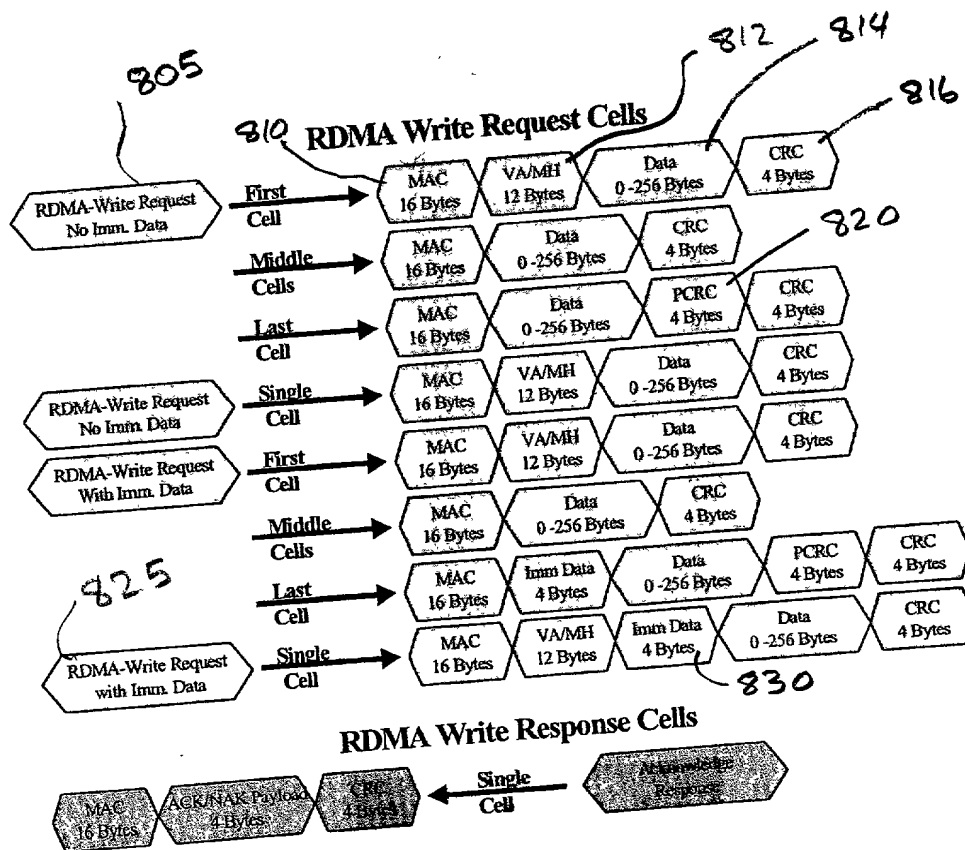 805
812
814
816
810
RDMA Write Request Cells
RDMA-Write Request
No Imm. Data
First
Cell
MAC
16 Bytes
VA/MH
12 Bytes
Data
0 -256 Bytes
CRC
4 Bytes
Middle
Cells
MAC
16 Bytes
Data
0 -256 Bytes
CRC
4 Bytes
820
Last
Cell
MAC
16 Bytes
Data
0 -256 Bytes
PCRC
4 Bytes
CRC
4 Bytes
RDMA-Write Request
No Imm. Data
Single
Cell
MAC
16 Bytes
VA/MH
12 Bytes
Data
0 -256 Bytes
CRC
4 Bytes
RDMA-Write Request
With Imm. Data
First
Cell
MAC
16 Bytes
VA/MH
12 Bytes
Data
0 -256 Bytes
CRC
4 Bytes
Middle
Cells
MAC
16 Bytes
Data
0 -256 Bytes
CRC
4 Bytes
Last
Cell
MAC
16 Bytes
Imm Data
4 Bytes
Data
0 -256 Bytes
PCRC
4 Bytes
CRC
4 Bytes
825
RDMA-Write Request
with Imm. Data
Single
Cell
MAC
16 Bytes
VA/MH
12 Bytes
Imm Data
4 Bytes
Data
0 -256 Bytes
CRC
4 Bytes
830
RDMA Write Response Cells
MAC
16 Bytes
ACK/NAK Payload
4 Bytes
CRC
4 Bytes
Single
Cell
Acknowledge
Response